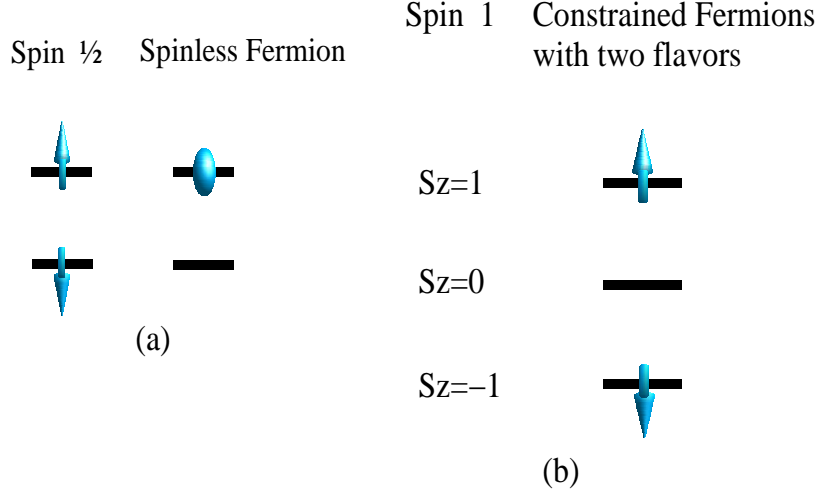 Spin ½ Spinless Fermion
(a)
Spin 1 Constrained Fermions
with two flavors
Sz=1
Sz=0
Sz=−1
(b)